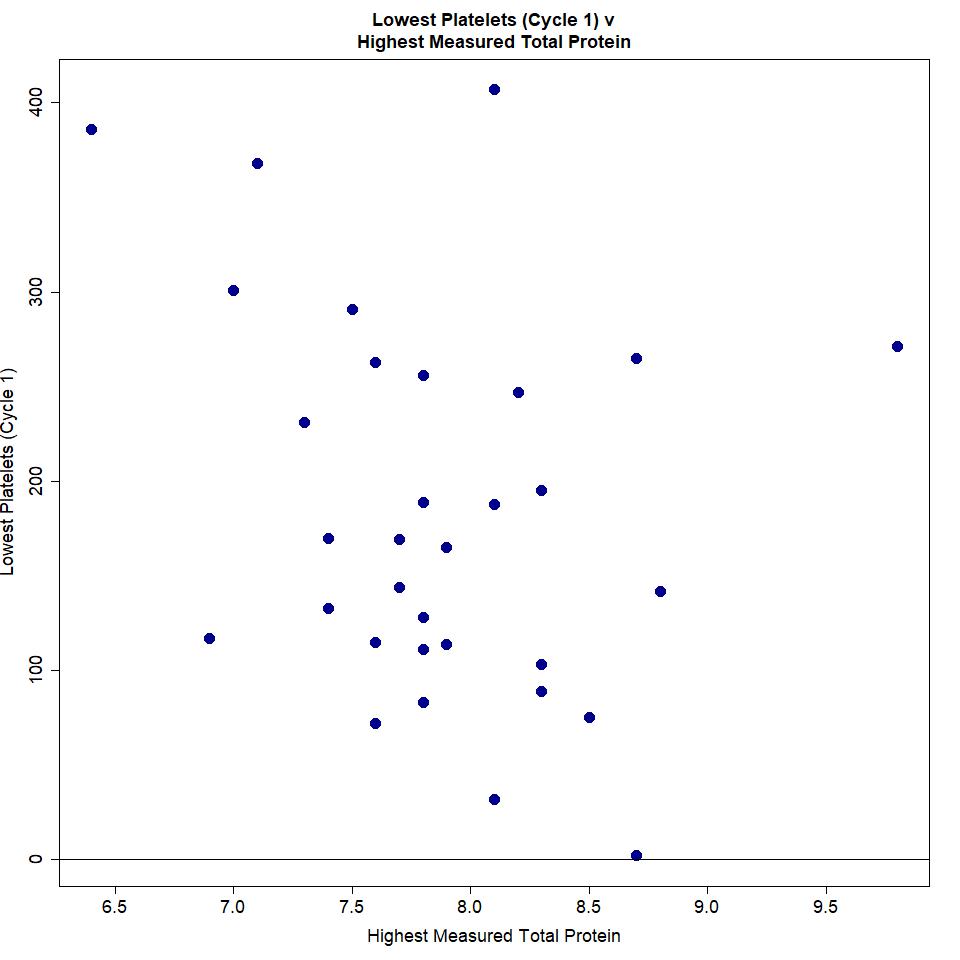 Lowest Platelets (Cycle 1) v
Highest Measured Total Protein
400
300
200
100
0
Lowest Platelets (Cycle 1)
6.5 7.0 7.5 8.0 8.5 9.0 9.5
Highest Measured Total Protein